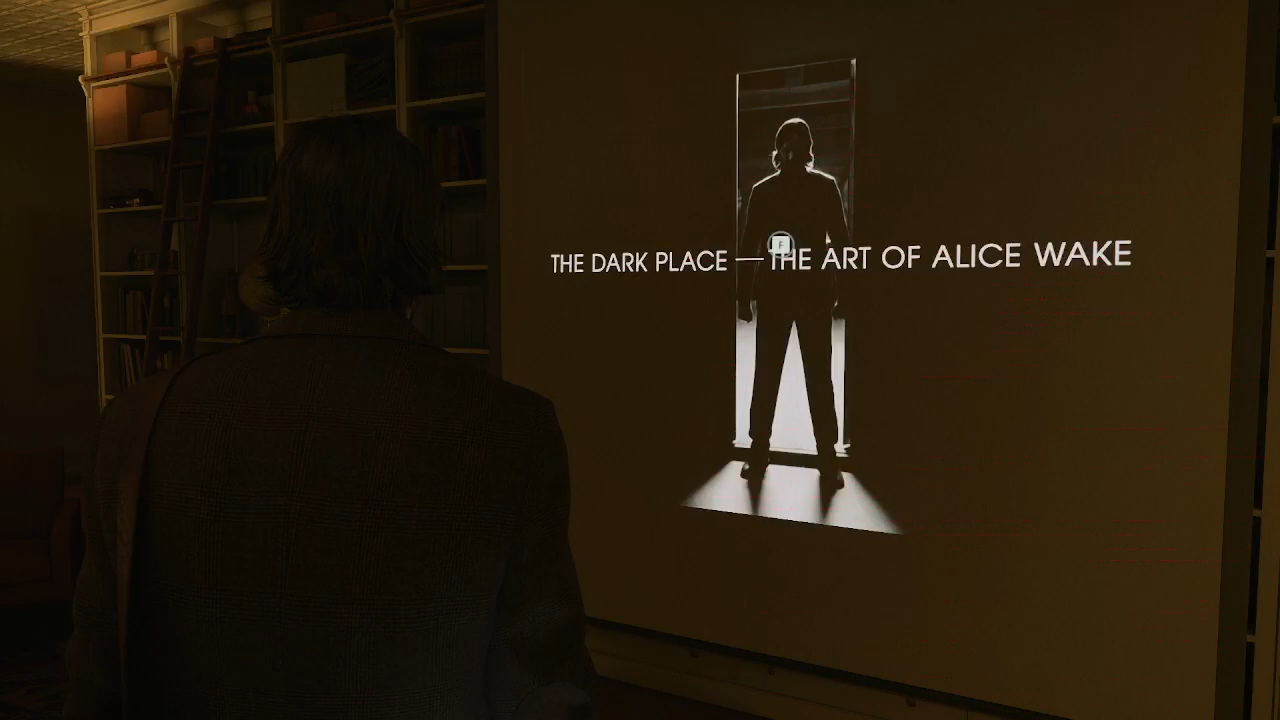 THE DARK PLACE — THE ART OF ALICE WAKE
F